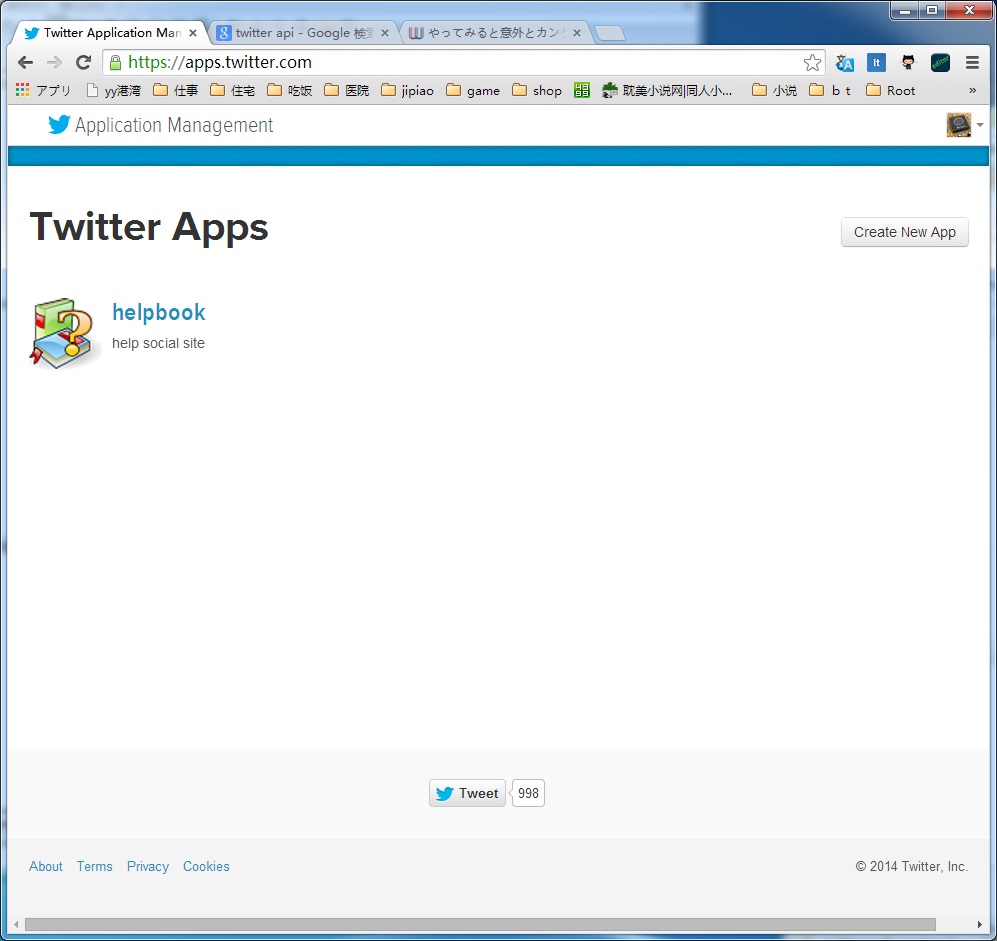 Twitter Application Man
twitter api - Google 検索
やってみると意外とカンタ
https://apps.twitter.com
It
アプリ yy港湾 仕事 住宅 吃饭 医院 jipiao game shop 耽美小说网|同人小... 小说 b t Root »
Application Management
Twitter Apps
Create New App
helpbook
help social site
Tweet 998
About Terms Privacy Cookies © 2014 Twitter, Inc.